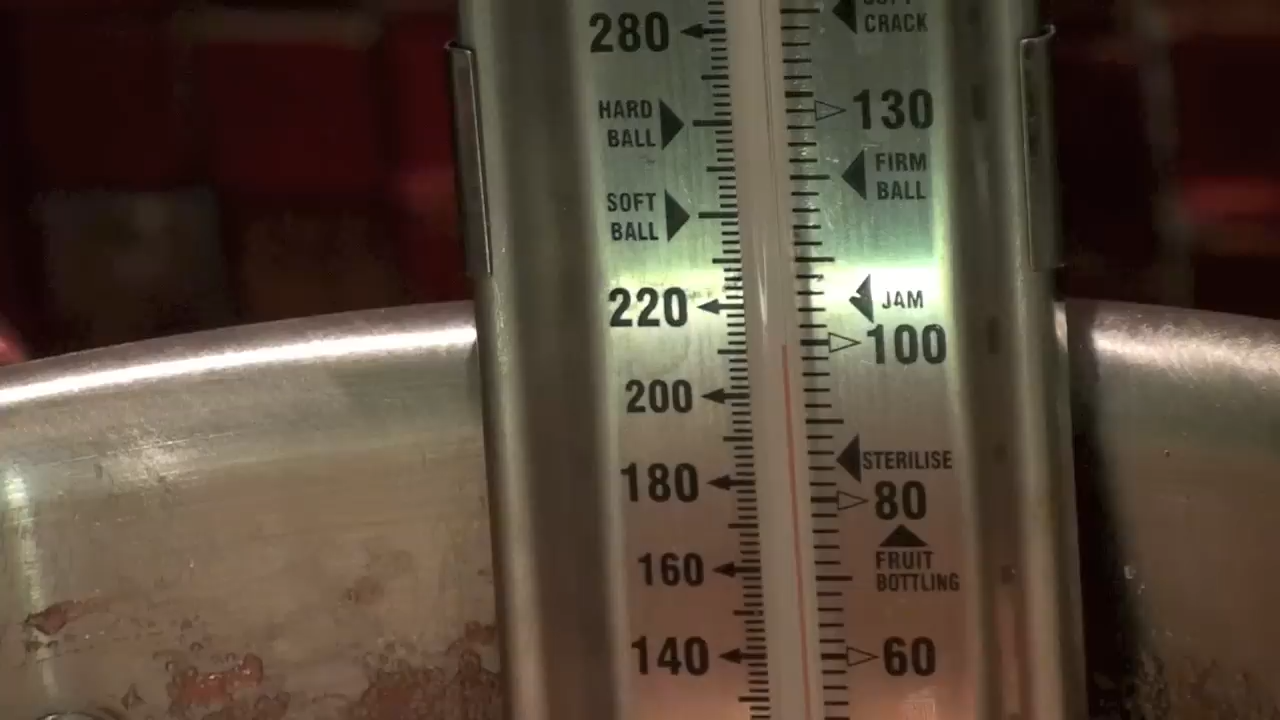 280
CRACK
HARD
BALL
130
FIRM
BALL
SOFT
BALL
220
JAM
100
200
STERILISE
180
80
160
FRUIT
BOTTLING
140
60